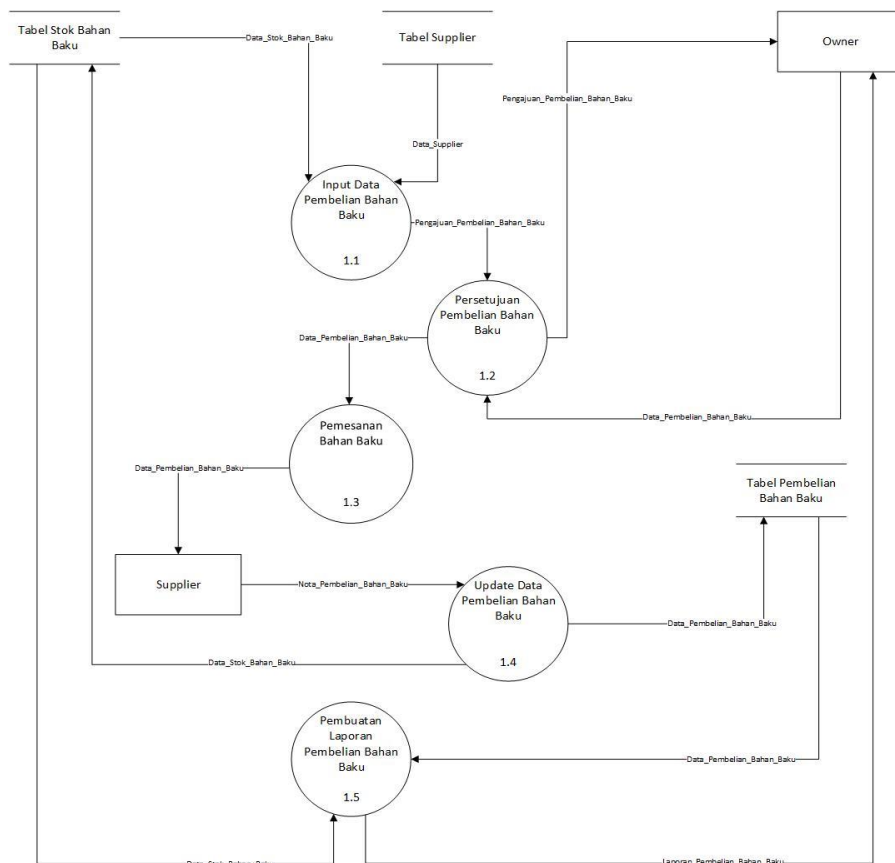 Tabel Stok Bahan
Baku
Data_Stok_Bahan_Baku
Tabel Supplier
Owner
Pengajuan_Pembelian_Bahan_Baku
Data_Supplier
Input Data
Pembelian Bahan
Baku
1.1
Pengajuan_Pembelian_Bahan_Baku
Persetujuan
Pembelian Bahan
Baku
1.2
Data_Pembelian_Bahan_Baku
Data_Pembelian_Bahan_Baku
Pemesanan
Bahan Baku
1.3
Data_Pembelian_Bahan_Baku
Tabel Pembelian
Bahan Baku
Supplier
Nota_Pembelian_Bahan_Baku
Update Data
Pembelian Bahan
Baku
1.4
Data_Pembelian_Bahan_Baku
Data_Stok_Bahan_Baku
Pembuatan
Laporan
Pembelian Bahan
Baku
1.5
Data_Pembelian_Bahan_Baku
Data_Stok_Bahan_Baku
Laporan_Pembelian_Bahan_Baku